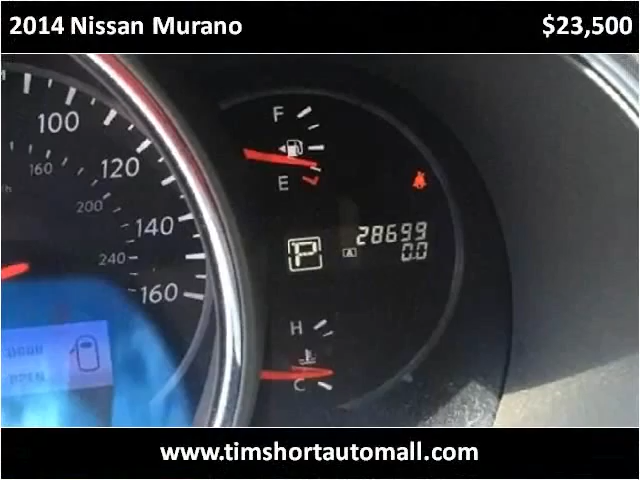 2014 Nissan Murano $23,500
100
F
120
160
E
200
140
28699
P
A
0.0
240
160
H
C
www.timshortautomall.com